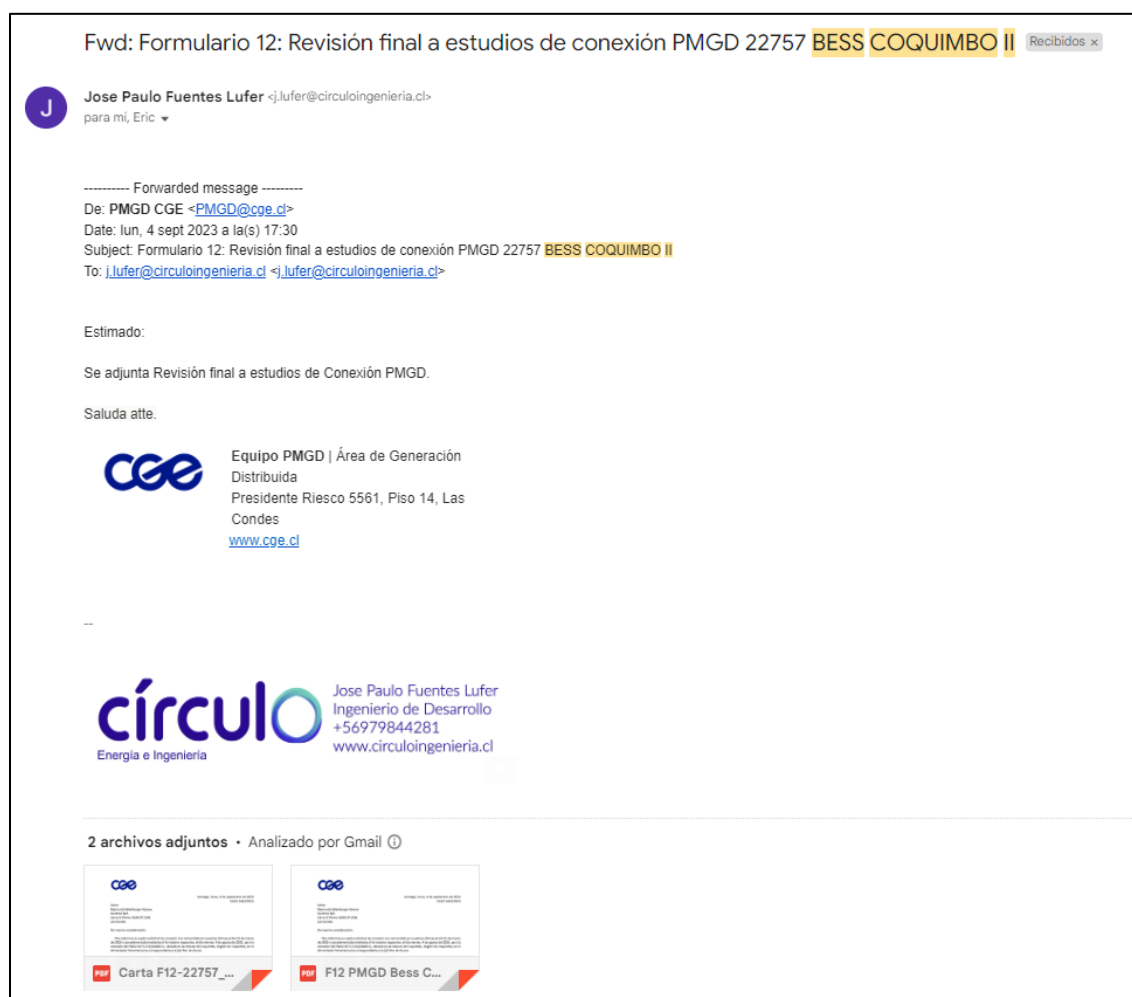 Fwd: Formulario 12: Revisión final a estudios de conexión PMGD 22757 BESS COQUIMBO II Recibidos x
J
Jose Paulo Fuentes Lufer <j.lufer@circuloingenieria.cl>
para mí, Eric
---------- Forwarded message ---------
De: PMGD CGE <PMGD@cge.cl>
Date: lun, 4 sept 2023 a la(s) 17:30
Subject: Formulario 12: Revisión final a estudios de conexión PMGD 22757 BESS COQUIMBO II
To: j.lufer@circuloingenieria.cl <j.lufer@circuloingenieria.cl>
Estimado:
Se adjunta Revisión final a estudios de Conexión PMGD.
Saluda atte.
cge
Equipo PMGD | Área de Generación
Distribuida
Presidente Riesco 5561, Piso 14, Las
Condes
www.cge.cl
--
círculo
Energía e Ingeniería
Jose Paulo Fuentes Lufer
Ingenierio de Desarrollo
+56979844281
www.circuloingenieria.cl
2 archivos adjuntos • Analizado por Gmail
cge
cge
PDF Carta F12-22757_...
PDF F12 PMGD Bess C...